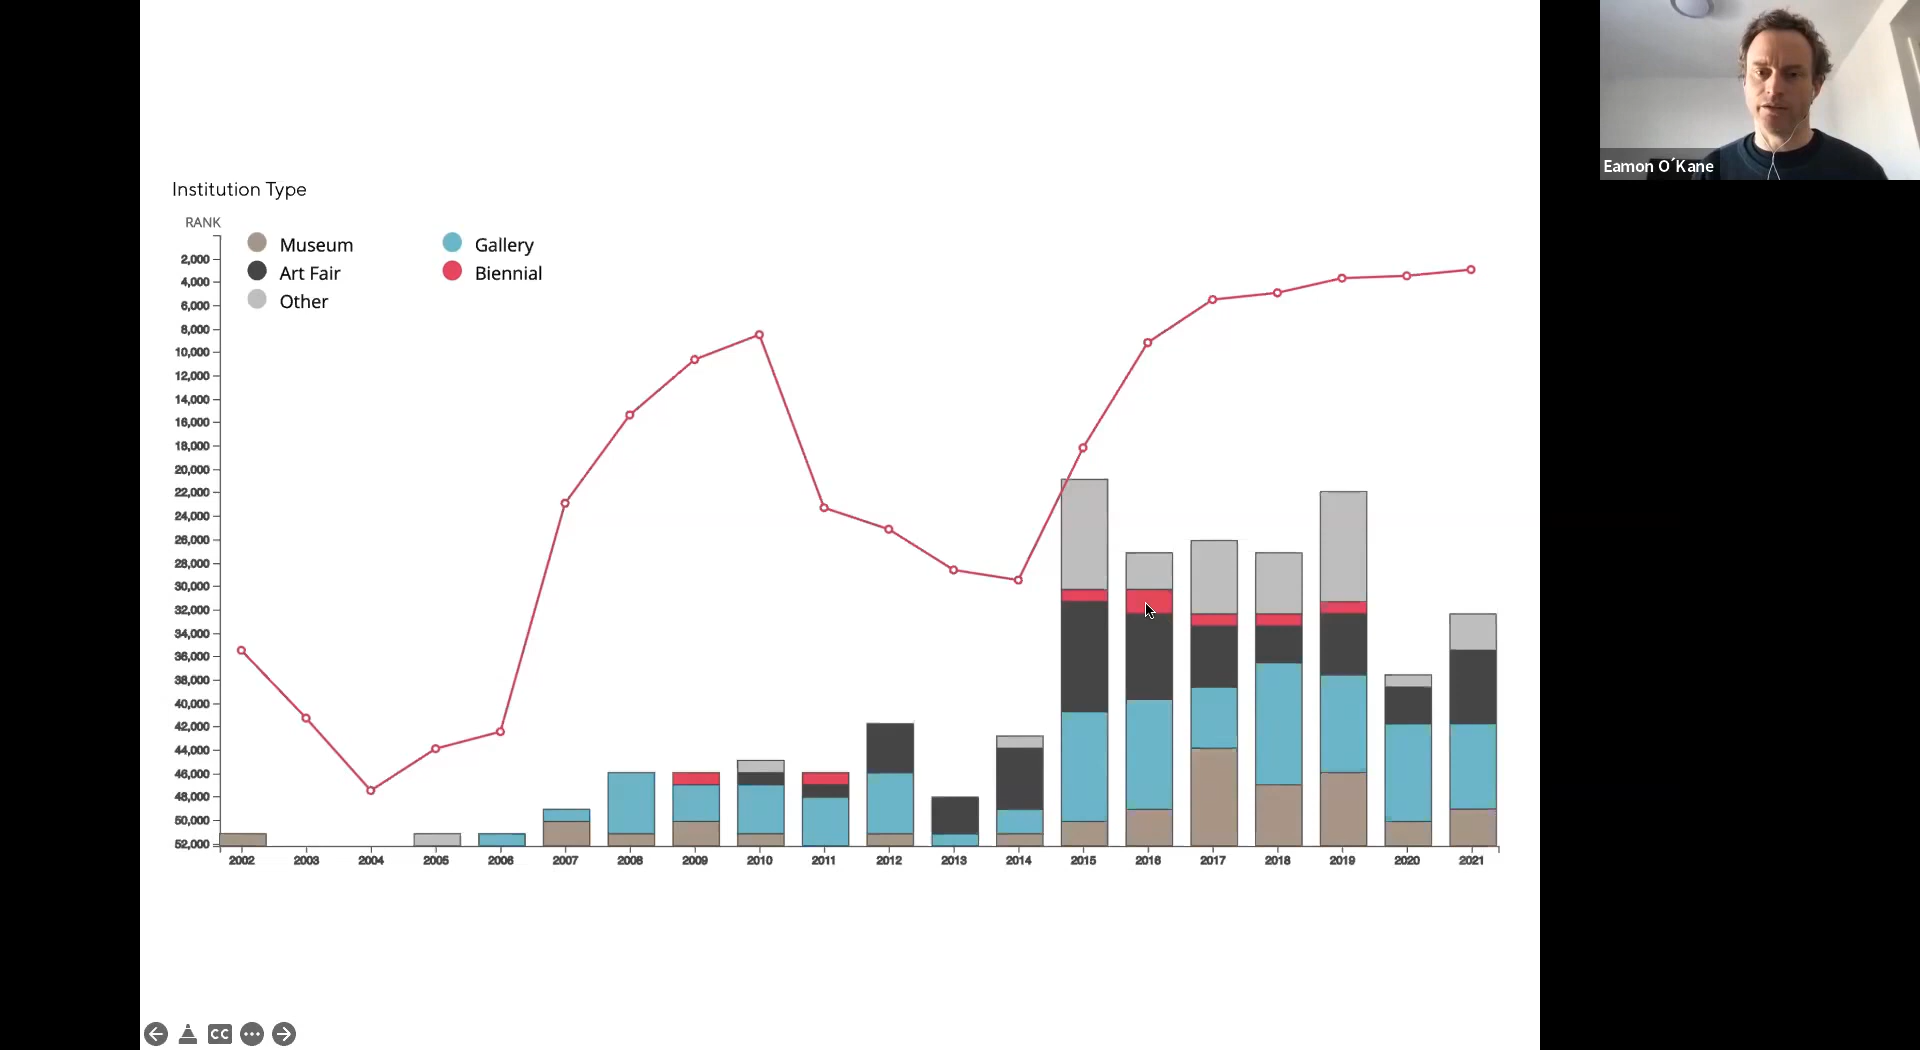 Institution Type
RANK
Museum
Gallery
Art Fair
Biennial
Other
2,000
4,000
6,000
8,000
10,000
12,000
14,000
16,000
18,000
20,000
22,000
24,000
26,000
28,000
30,000
32,000
34,000
36,000
38,000
40,000
42,000
44,000
46,000
48,000
50,000
52,000
2002 2003 2004 2005 2006 2007 2008 2009 2010 2011 2012 2013 2014 2015 2016 2017 2018 2019 2020 2021
Eamon O´Kane
CC